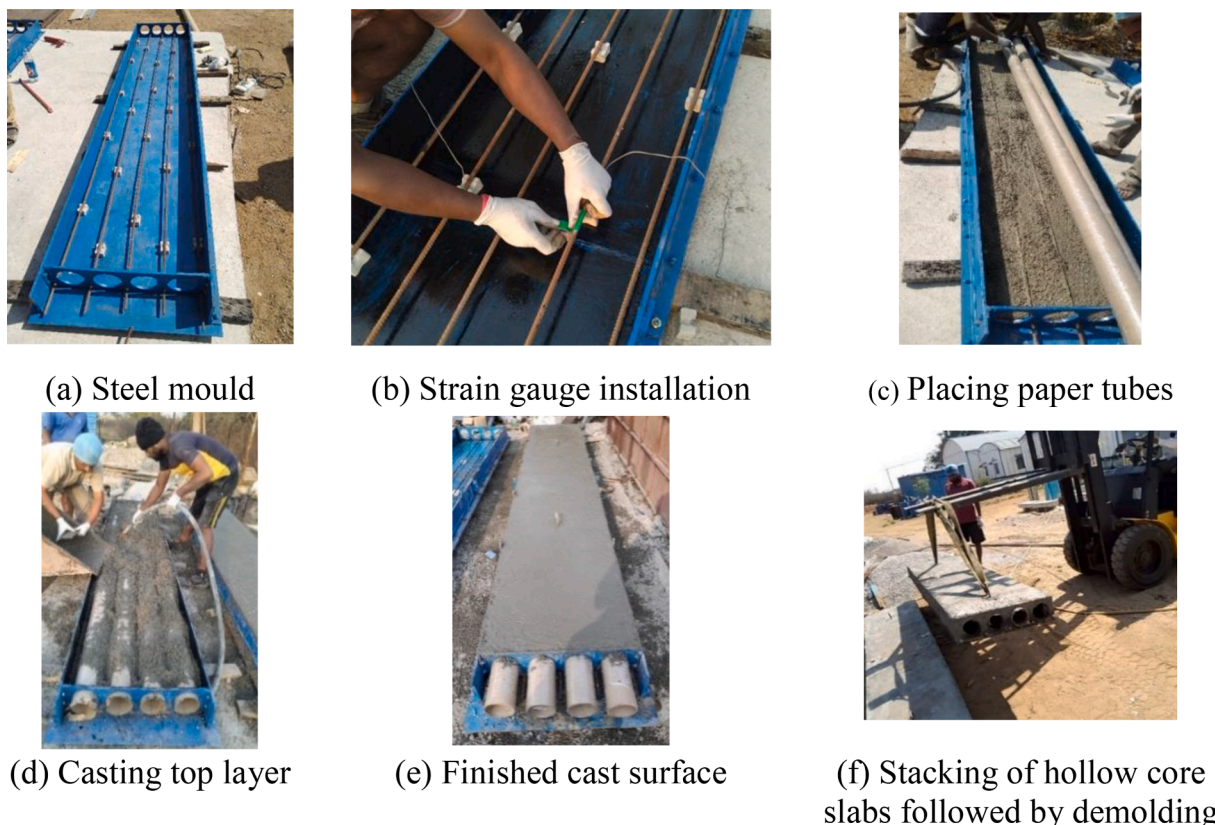 (a) Steel mould
(b) Strain gauge installation
(c) Placing paper tubes
(d) Casting top layer
(e) Finished cast surface
(f) Stacking of hollow core
slabs followed by demolding